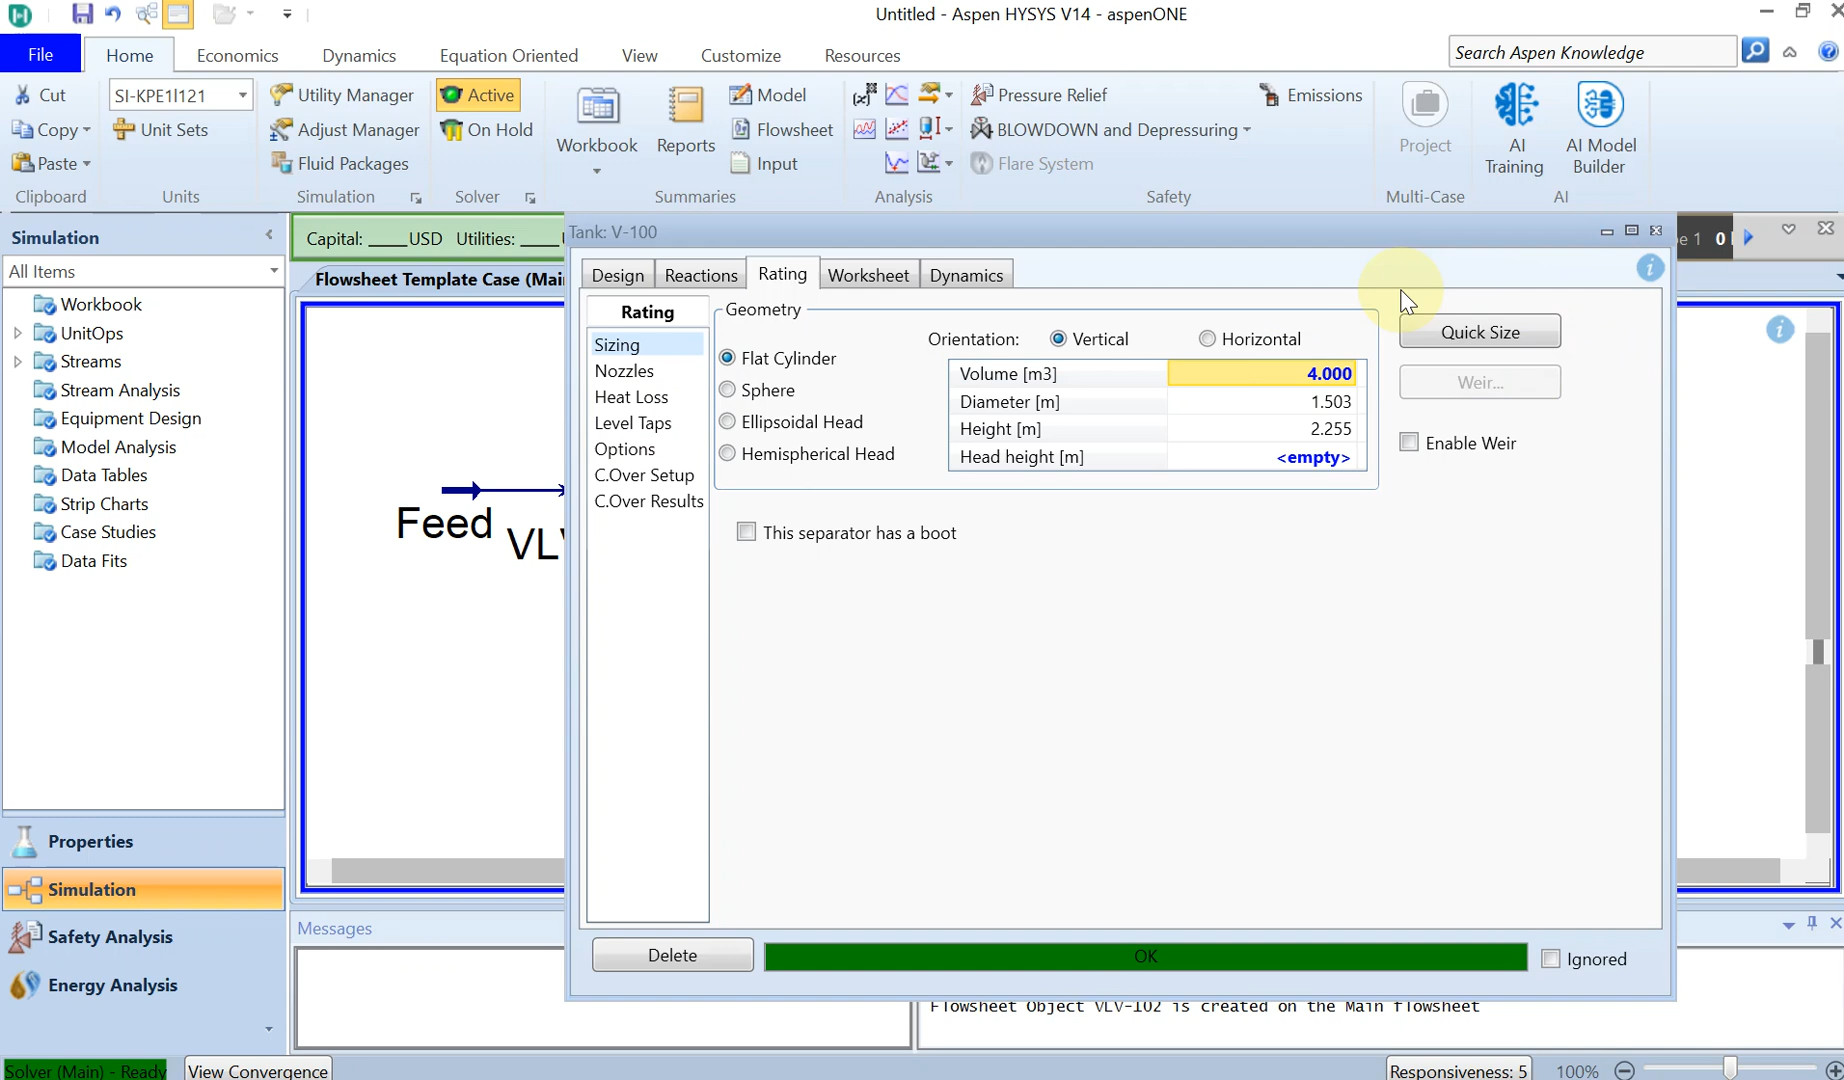 Untitled - Aspen HYSYS V14 - aspenONE
File Home Economics Dynamics Equation Oriented View Customize Resources Search Aspen Knowledge
Cut
Copy
Paste
Clipboard
SI-KPE1l121
Unit Sets
Units
Utility Manager
Adjust Manager
Fluid Packages
Simulation
Active
On Hold
Solver
Workbook
Reports
Model
Flowsheet
Input
Summaries
Analysis
Pressure Relief
BLOWDOWN and Depressuring
Flare System
Emissions
Safety
Project
Multi-Case
AI
Training
AI Model
Builder
AI
Simulation
All Items
Workbook
UnitOps
Streams
Stream Analysis
Equipment Design
Model Analysis
Data Tables
Strip Charts
Case Studies
Data Fits
Properties
Simulation
Safety Analysis
Energy Analysis
Capital: ____USD Utilities: ____
Flowsheet Template Case (Mai
Feed
VL
Messages
Tank: V-100
Design Reactions Rating Worksheet Dynamics
Rating
Sizing
Nozzles
Heat Loss
Level Taps
Options
C.Over Setup
C.Over Results
Geometry
Flat Cylinder
Sphere
Ellipsoidal Head
Hemispherical Head
Orientation: Vertical Horizontal
Volume [m3] 4.000
Diameter [m] 1.503
Height [m] 2.255
Head height [m] <empty>
Quick Size
Weir...
Enable Weir
This separator has a boot
Delete
OK
Ignored
e 1 0
Flowsheet Object VLV-102 is created on the Main flowsheet
Solver (Main) - Ready View Convergence Responsiveness: 5 100%